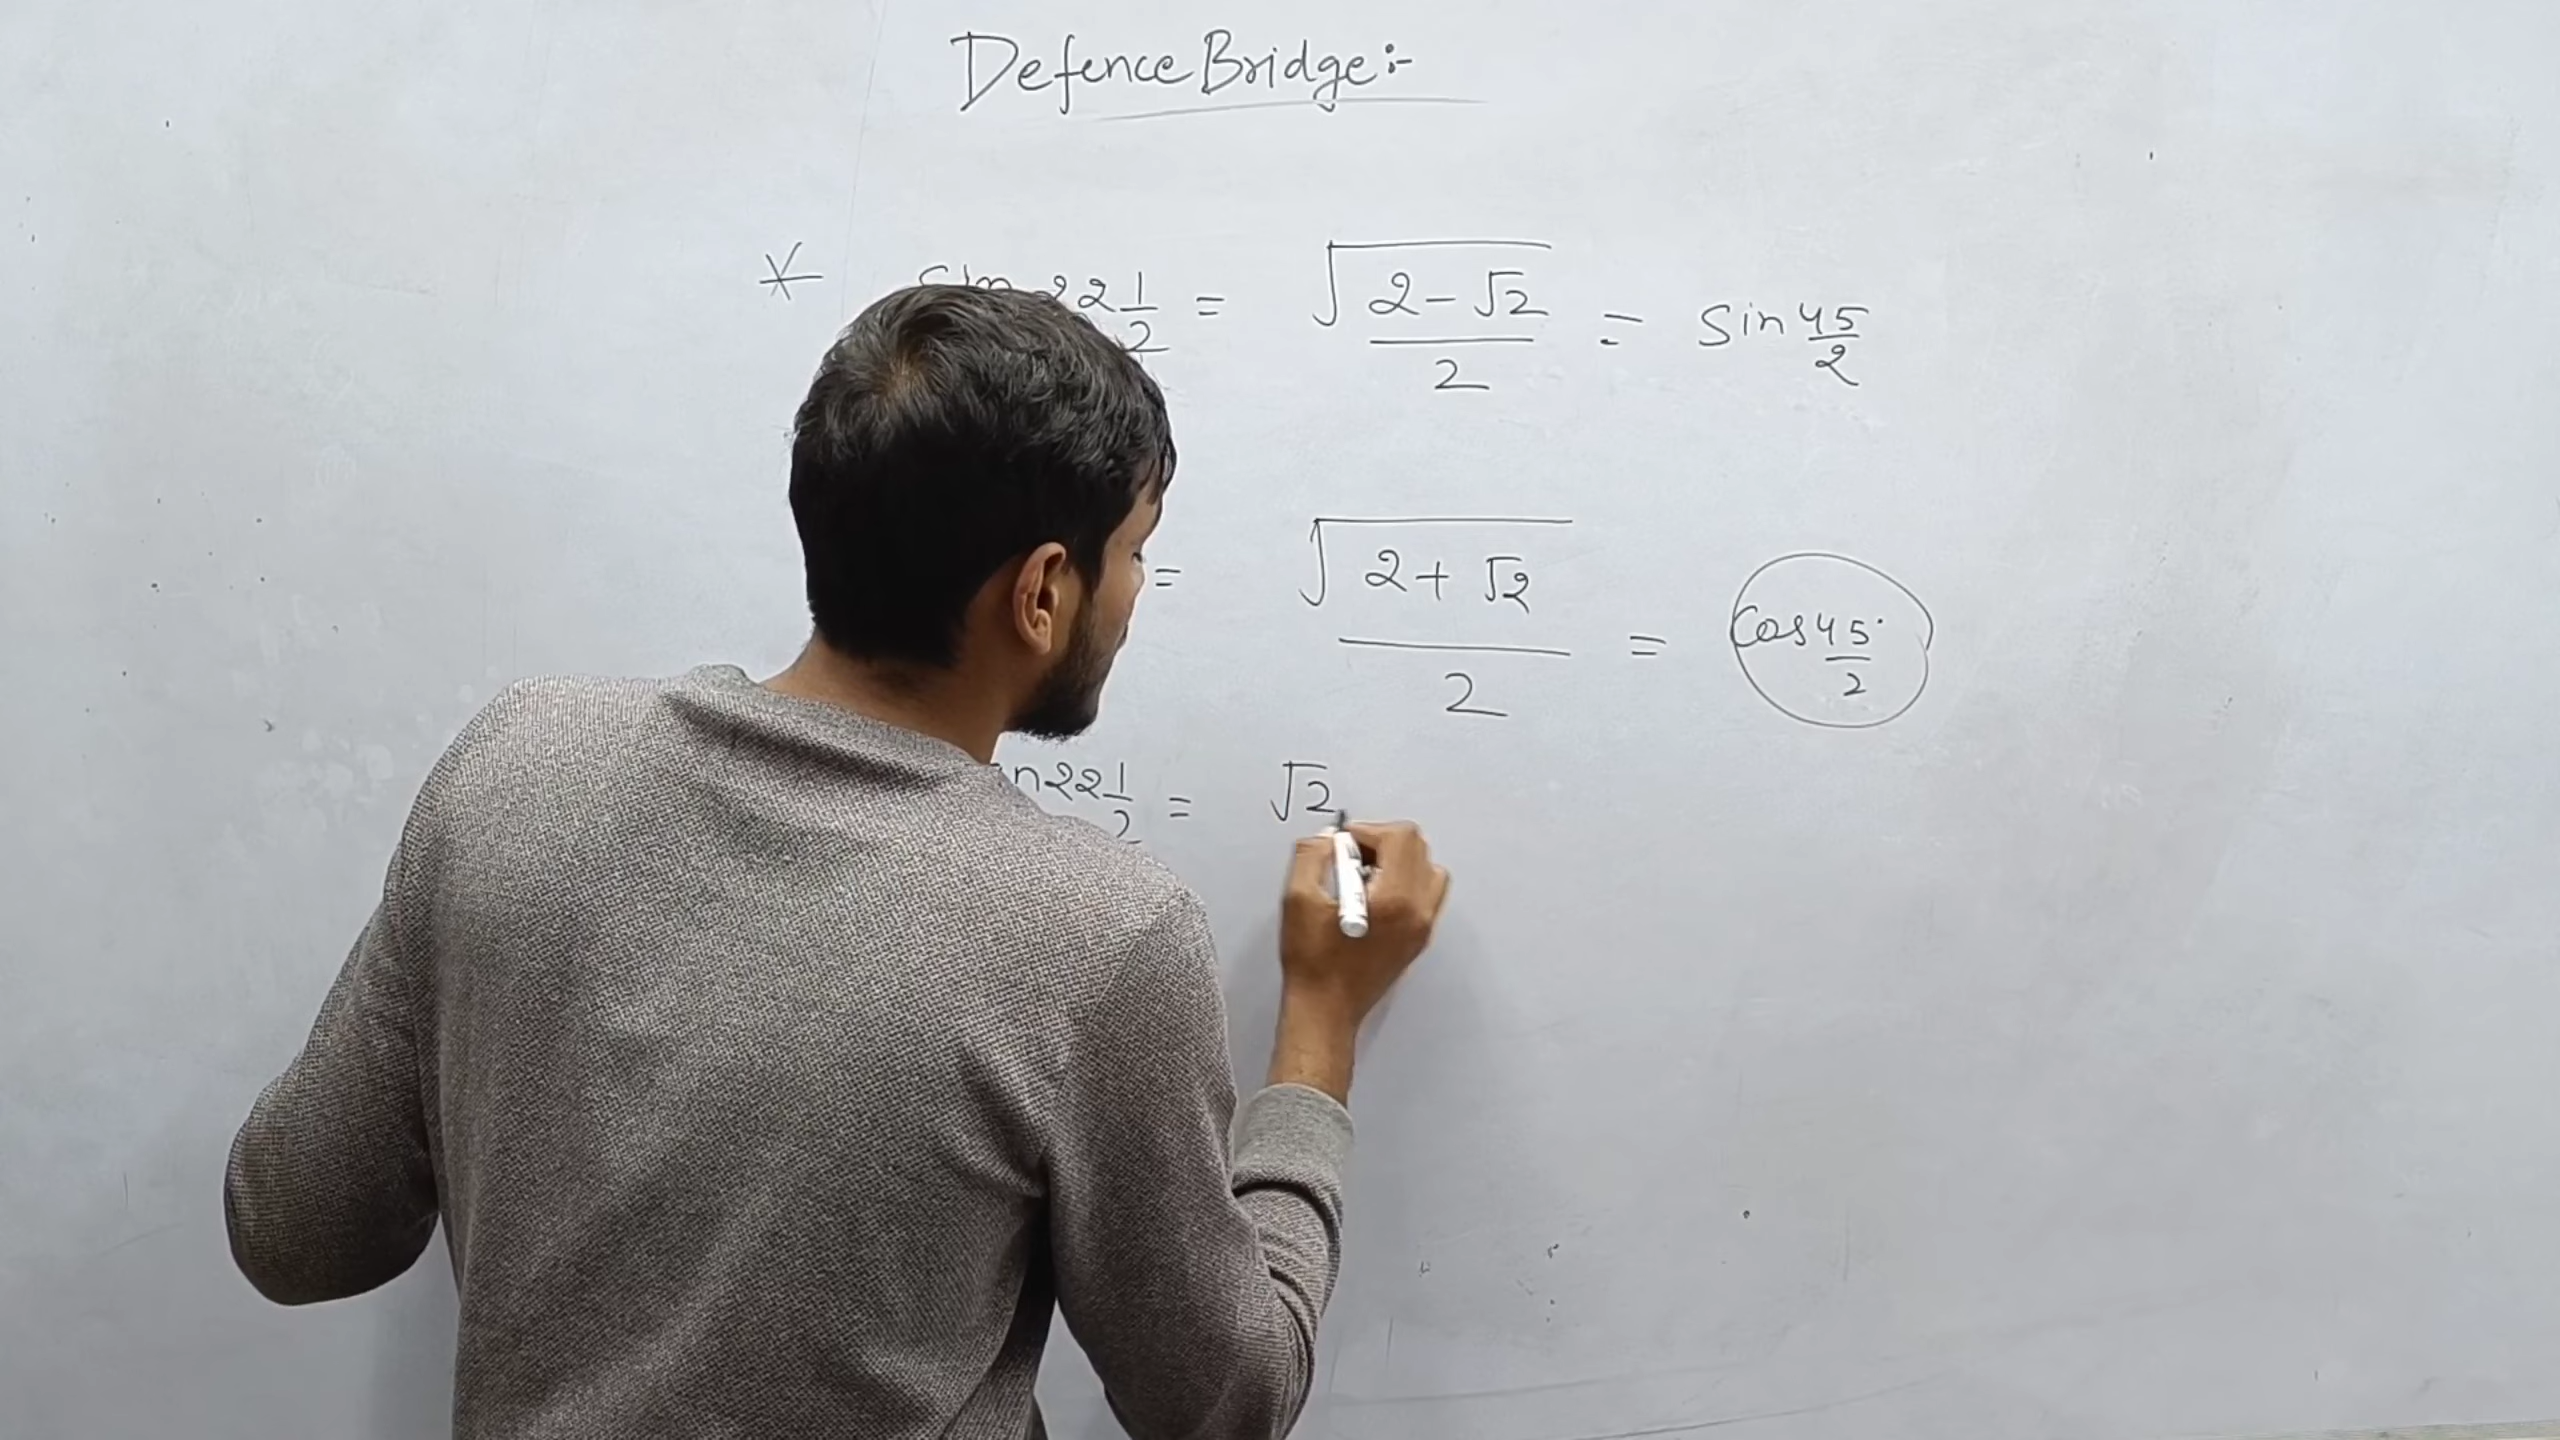 Defence Bridge:-
* Sin 22 1/2 = √(2-√2)/2 = Sin 45/2
= √(2+√2)/2 = Cos 45°/2
n 22 1/2 = √2